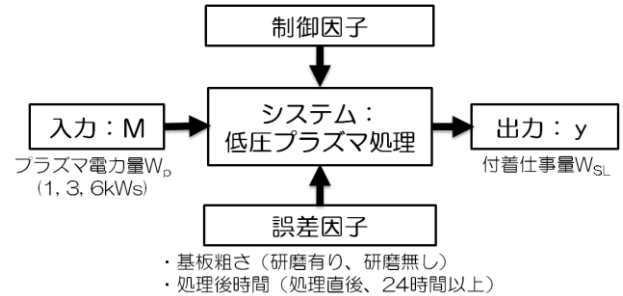 制御因子
入力：M
システム：
低圧プラズマ処理
出力：y
プラズマ電力量Wp
(1, 3, 6kWs)
付着仕事量WSL
誤差因子
・基板粗さ（研磨有り、研磨無し）
・処理後時間（処理直後、24時間以上）